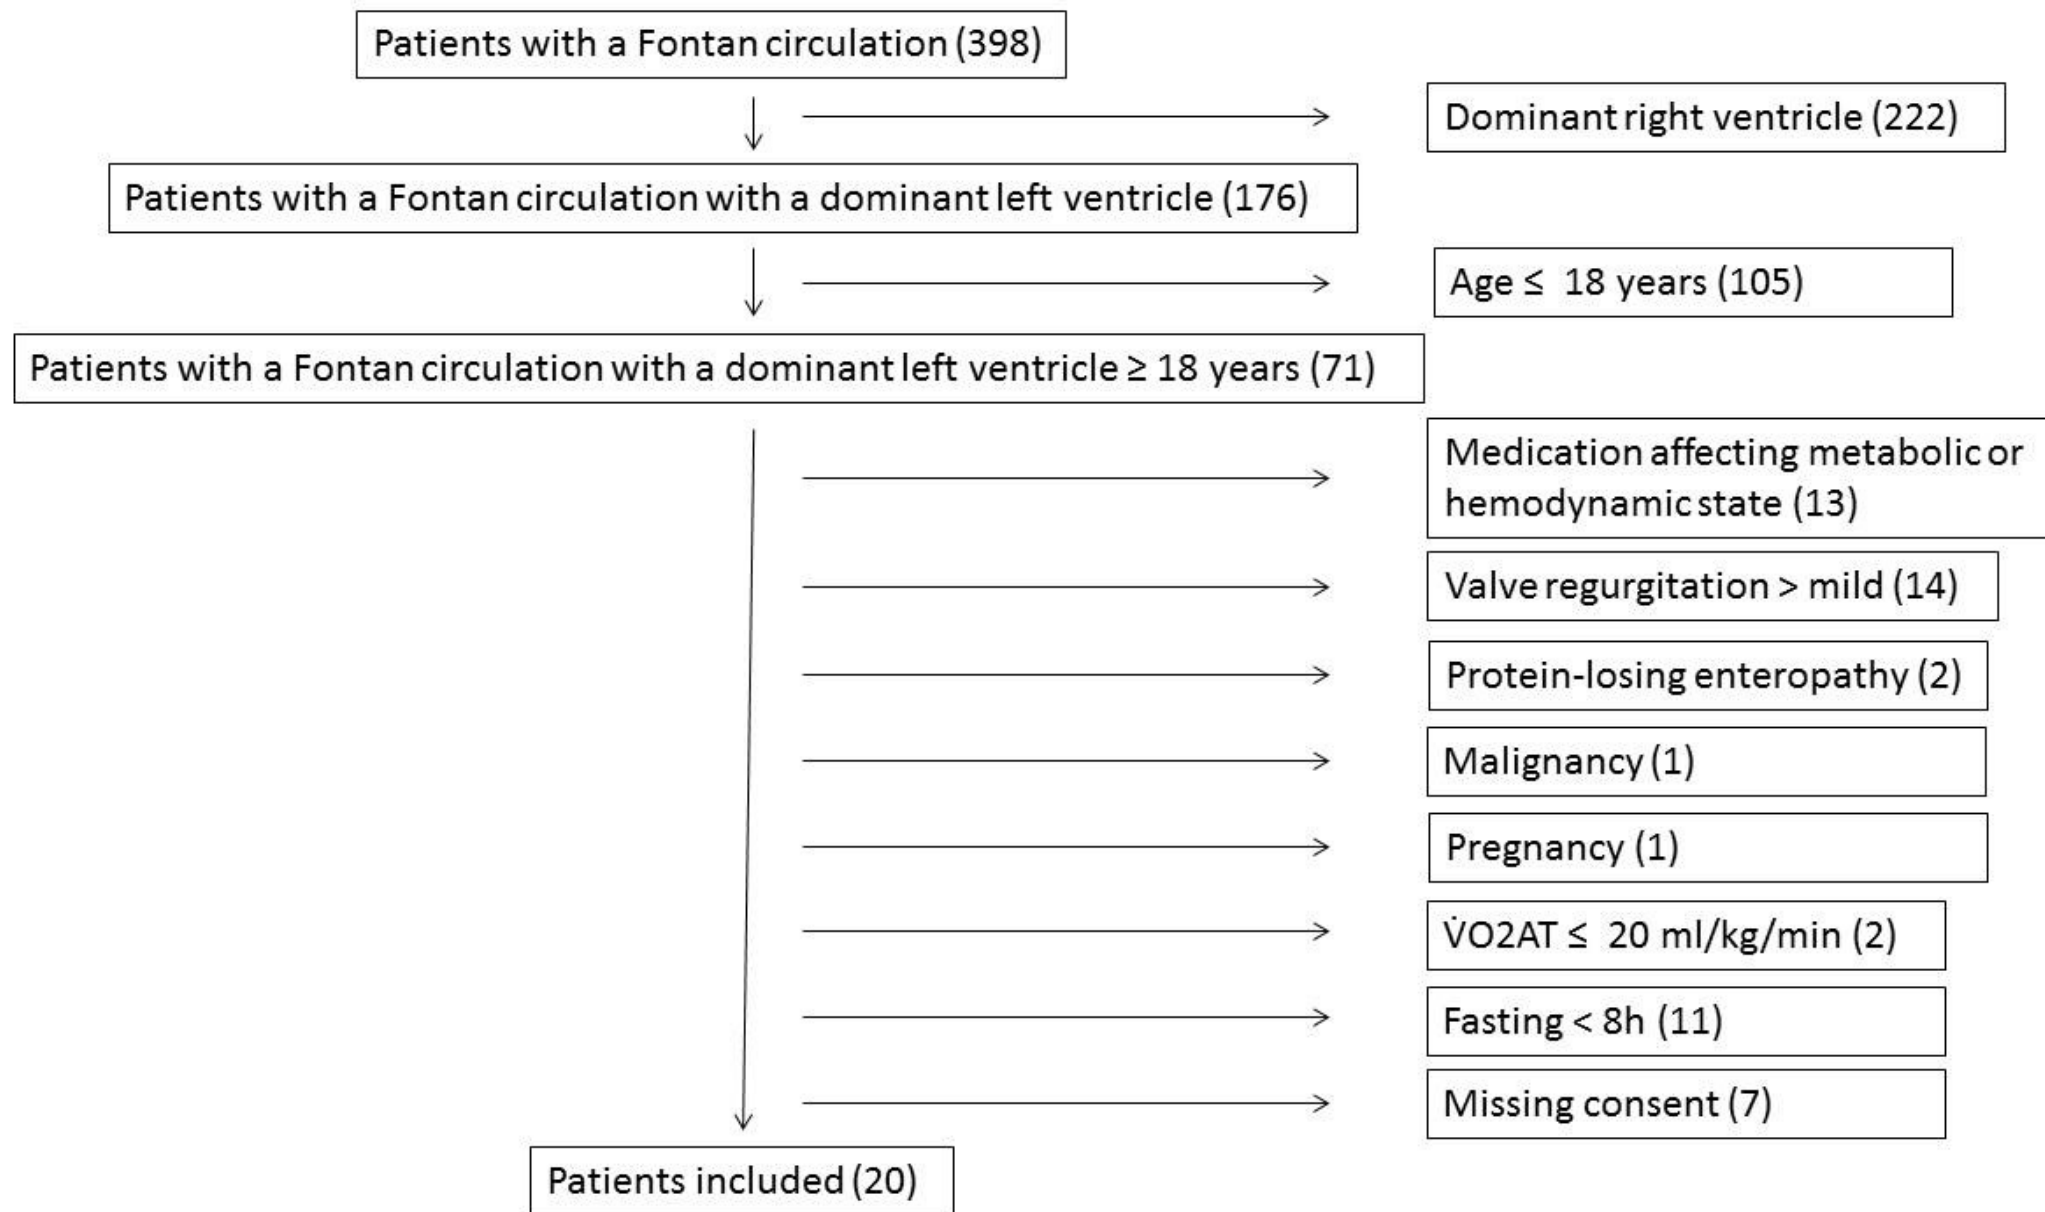 Patients with a Fontan circulation (398)
Dominant right ventricle (222)
Patients with a Fontan circulation with a dominant left ventricle (176)
Age ≤ 18 years (105)
Patients with a Fontan circulation with a dominant left ventricle ≥ 18 years (71)
Medication affecting metabolic or
hemodynamic state (13)
Valve regurgitation > mild (14)
Protein-losing enteropathy (2)
Malignancy (1)
Pregnancy (1)
V̇O2AT ≤ 20 ml/kg/min (2)
Fasting < 8h (11)
Missing consent (7)
Patients included (20)